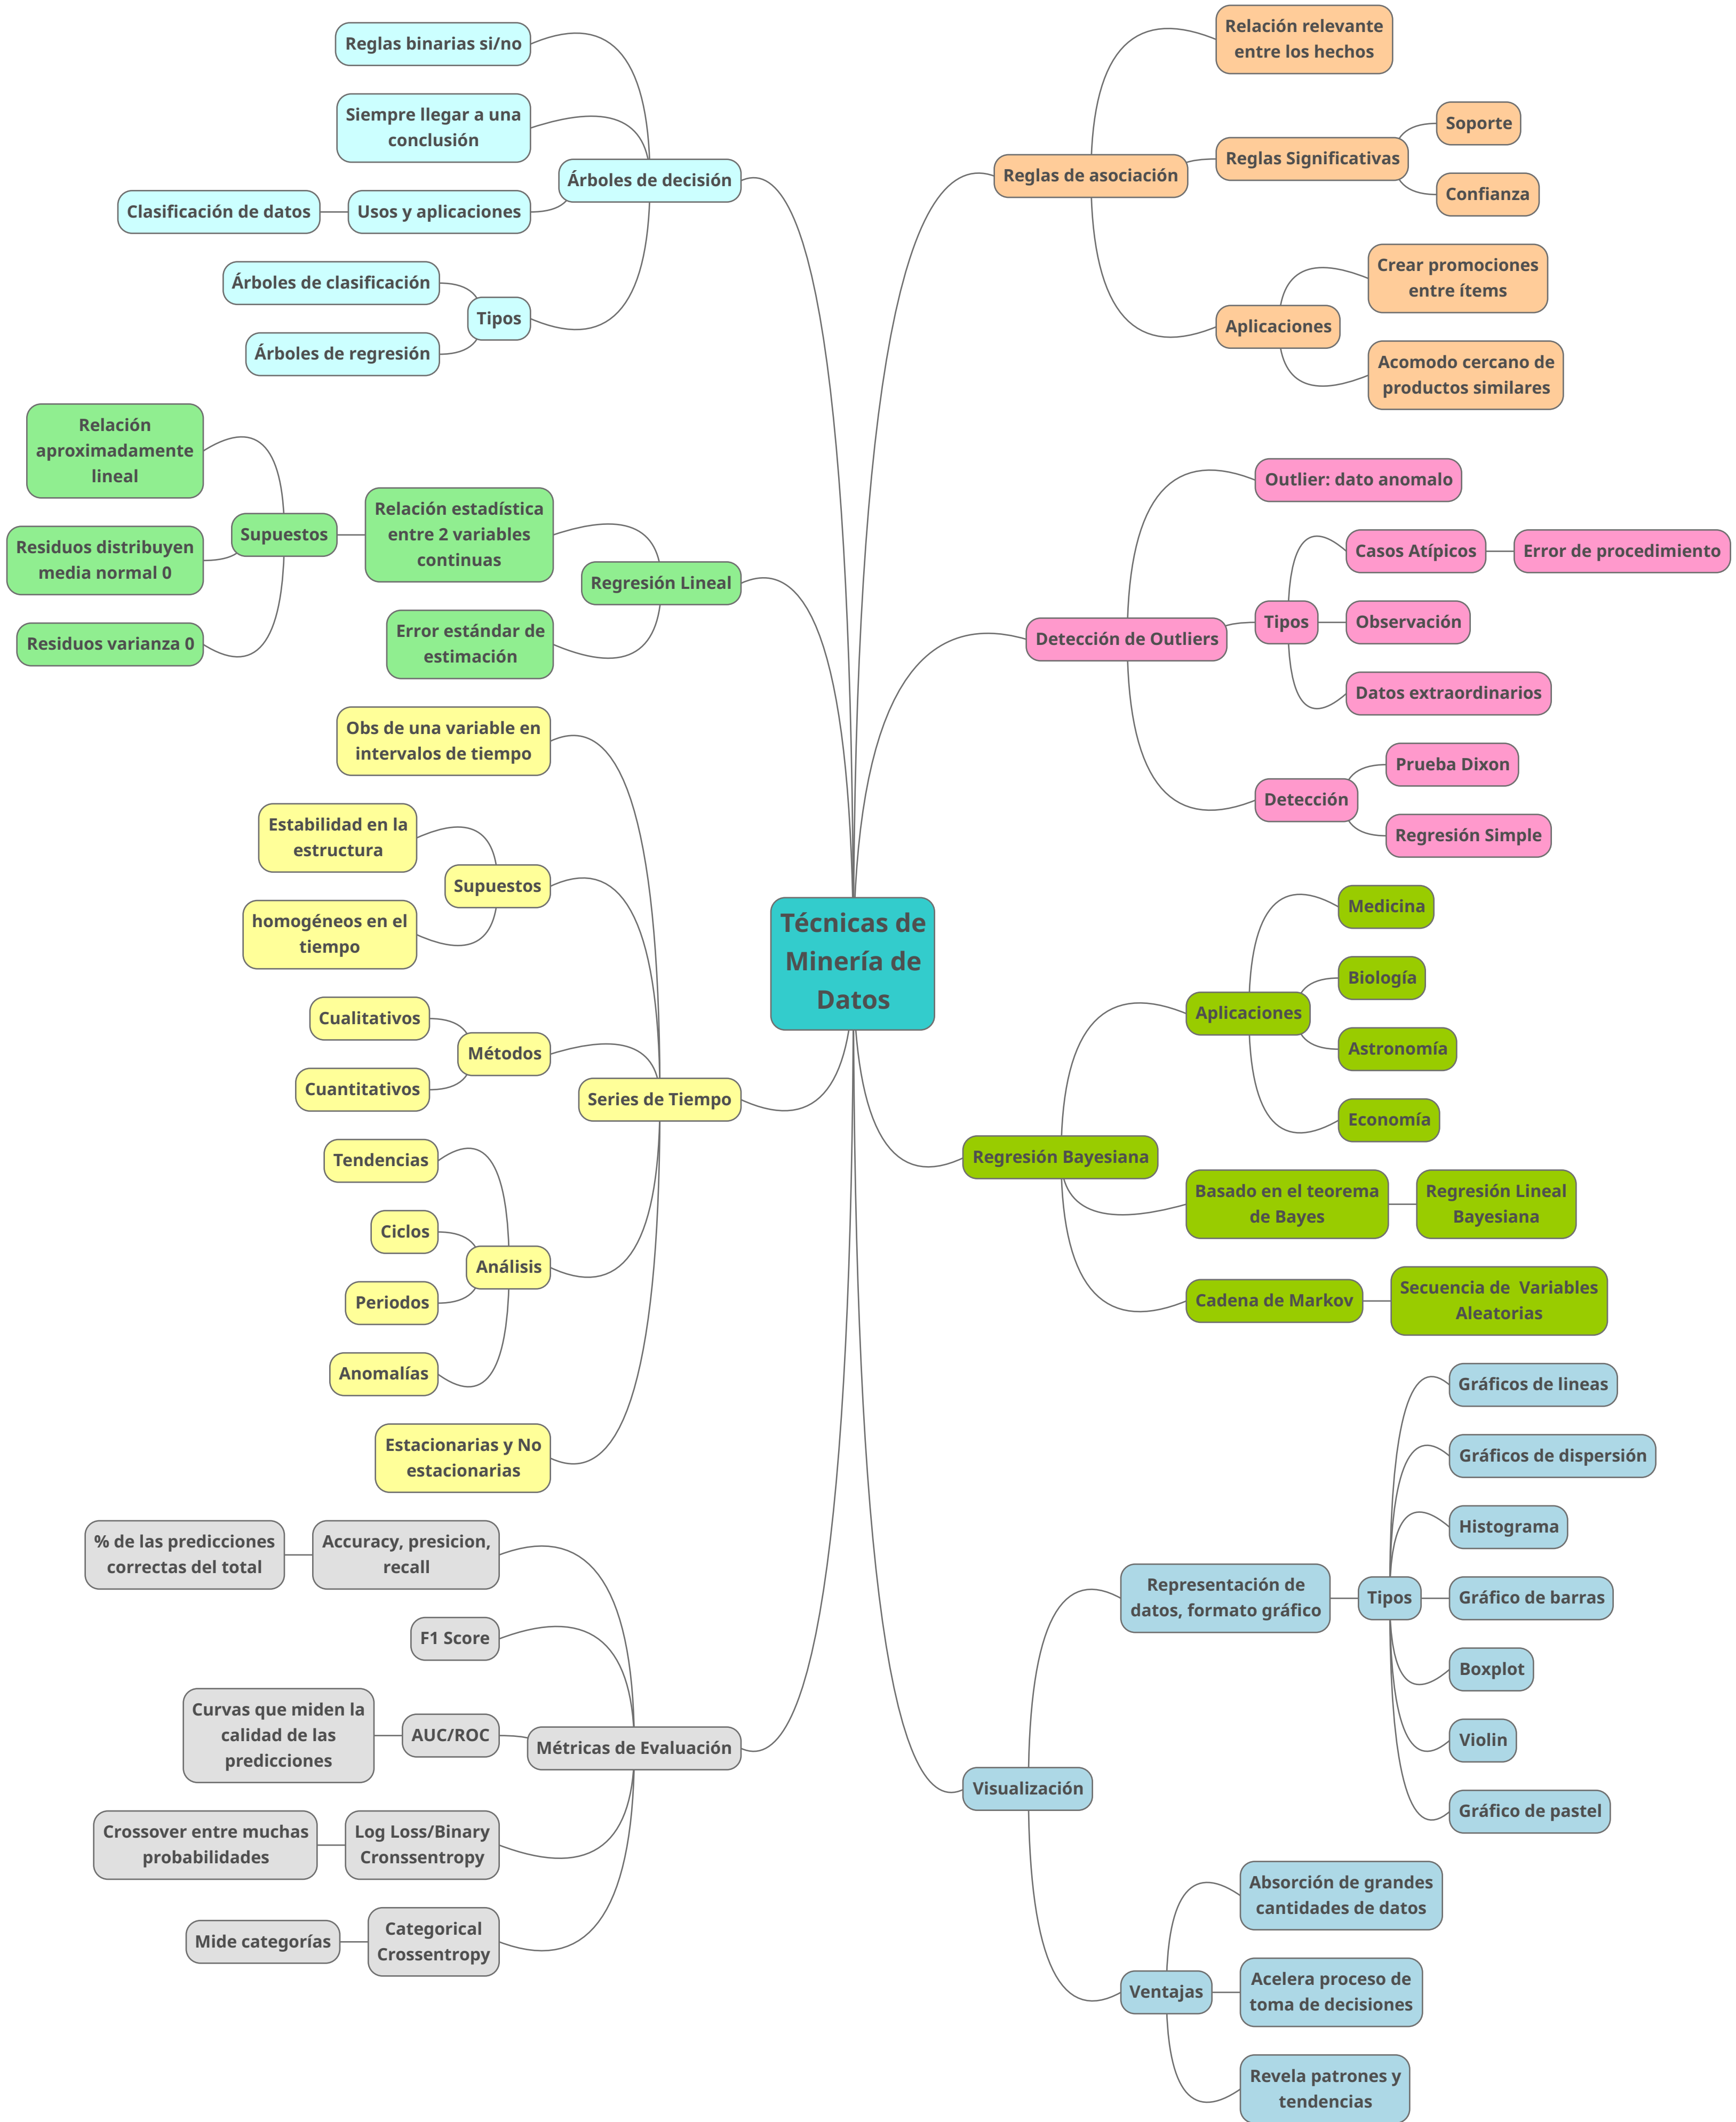 Técnicas de
Minería de
Datos
Árboles de decisión
Reglas binarias si/no
Siempre llegar a una
conclusión
Usos y aplicaciones
Clasificación de datos
Tipos
Árboles de clasificación
Árboles de regresión
Regresión Lineal
Relación estadística
entre 2 variables
continuas
Supuestos
Relación
aproximadamente
lineal
Residuos distribuyen
media normal 0
Residuos varianza 0
Error estándar de
estimación
Series de Tiempo
Obs de una variable en
intervalos de tiempo
Supuestos
Estabilidad en la
estructura
homogéneos en el
tiempo
Métodos
Cualitativos
Cuantitativos
Análisis
Tendencias
Ciclos
Periodos
Anomalías
Estacionarias y No
estacionarias
Métricas de Evaluación
Accuracy, presicion,
recall
% de las predicciones
correctas del total
F1 Score
AUC/ROC
Curvas que miden la
calidad de las
predicciones
Log Loss/Binary
Cronssentropy
Crossover entre muchas
probabilidades
Categorical
Crossentropy
Mide categorías
Reglas de asociación
Relación relevante
entre los hechos
Reglas Significativas
Soporte
Confianza
Aplicaciones
Crear promociones
entre ítems
Acomodo cercano de
productos similares
Detección de Outliers
Outlier: dato anomalo
Tipos
Casos Atípicos
Error de procedimiento
Observación
Datos extraordinarios
Detección
Prueba Dixon
Regresión Simple
Regresión Bayesiana
Aplicaciones
Medicina
Biología
Astronomía
Economía
Basado en el teorema
de Bayes
Regresión Lineal
Bayesiana
Cadena de Markov
Secuencia de  Variables
Aleatorias
Visualización
Representación de
datos, formato gráfico
Tipos
Gráficos de lineas
Gráficos de dispersión
Histograma
Gráfico de barras
Boxplot
Violin
Gráfico de pastel
Ventajas
Absorción de grandes
cantidades de datos
Acelera proceso de
toma de decisiones
Revela patrones y
tendencias